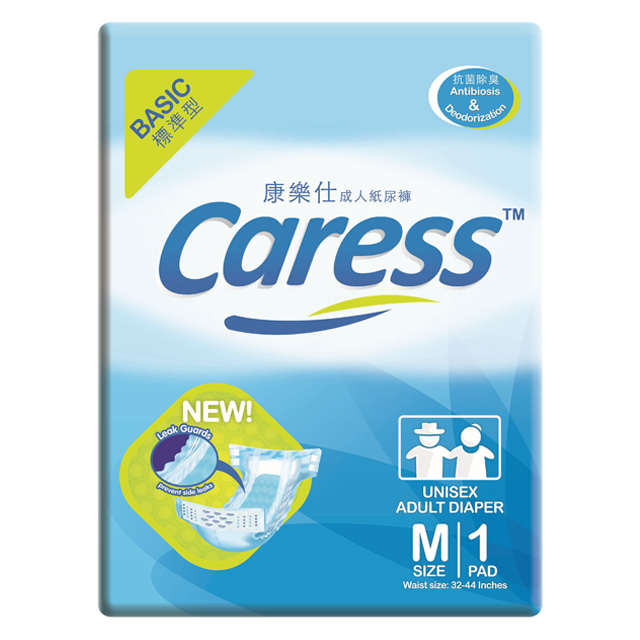 BASIC
標準型
抗菌除臭
Antibiosis
&
Deodorization
康樂仕成人紙尿褲
Caress™
NEW!
Leak Guards
prevent side leaks
UNISEX
ADULT DIAPER
M 1
SIZE PAD
Waist size: 32-44 Inches